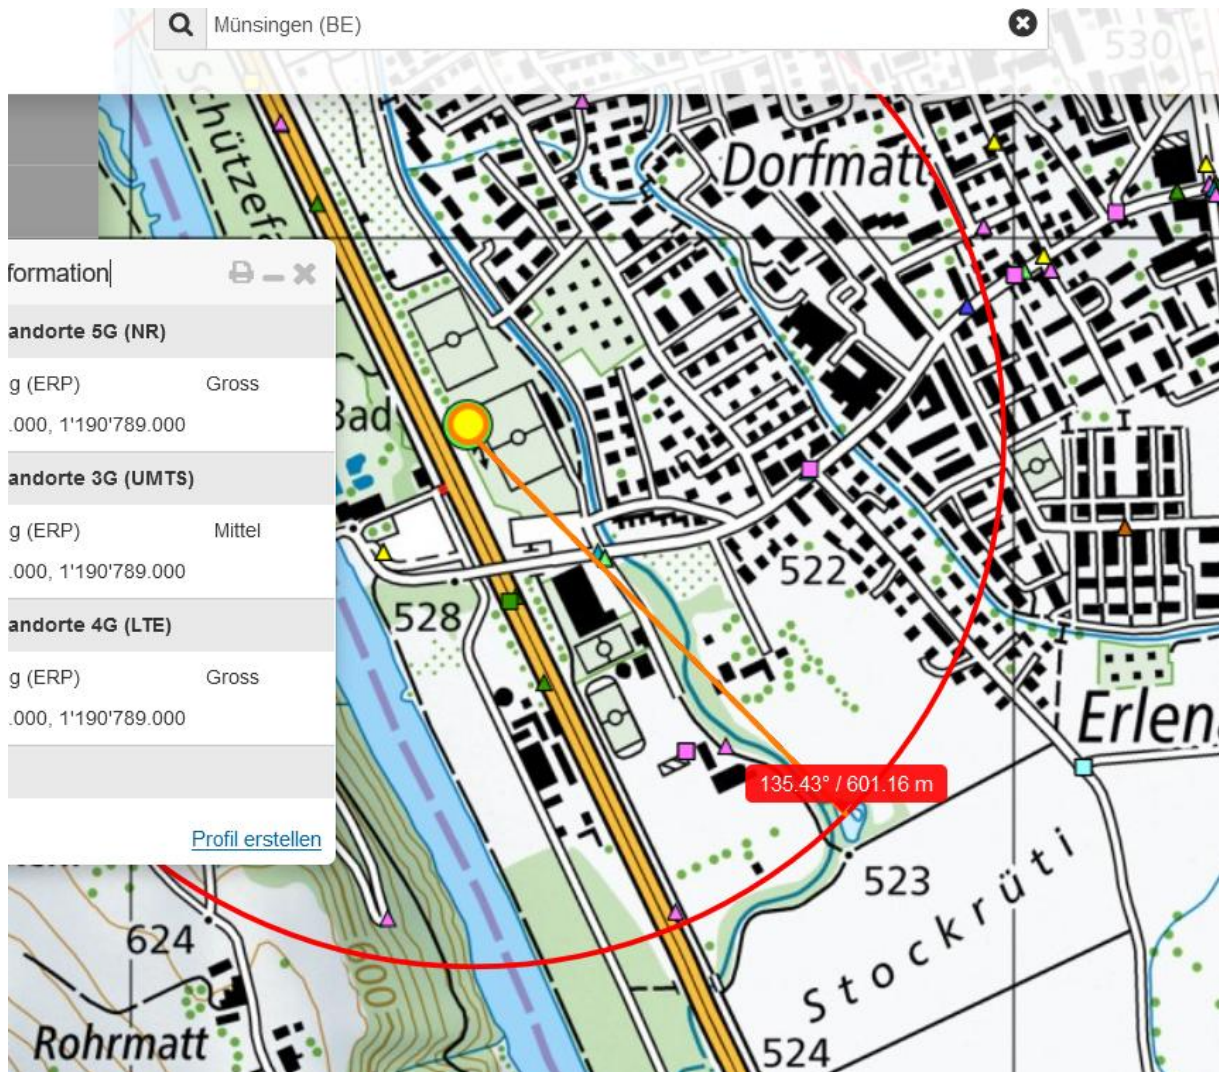 Münsingen (BE)
530
Dorfmatt
formation
andorte 5G (NR)
g (ERP) Gross
.000, 1'190'789.000
Bad
andorte 3G (UMTS)
g (ERP) Mittel
.000, 1'190'789.000
522
528
andorte 4G (LTE)
g (ERP) Gross
.000, 1'190'789.000
Erlen
135.43° / 601.16 m
Profil erstellen
523
Stockrüti
624
600
Rohrmatt
524